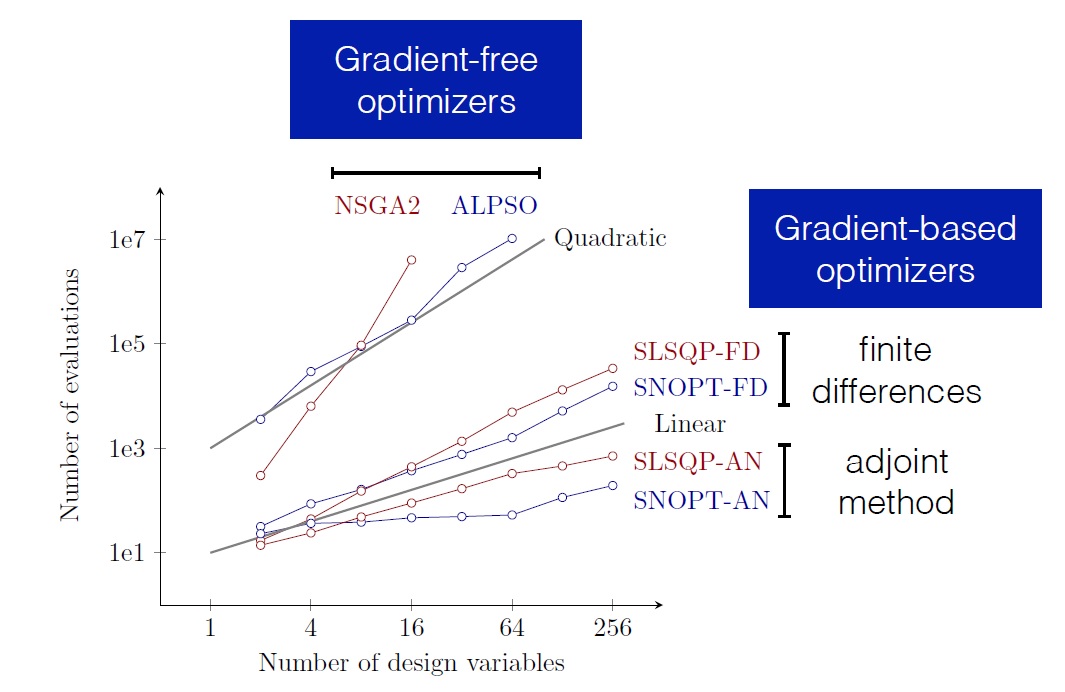 Gradient-free
optimizers
NSGA2 ALPSO
Quadratic
Gradient-based
optimizers
SLSQP-FD
SNOPT-FD
finite
differences
Linear
SLSQP-AN
SNOPT-AN
adjoint
method
Number of evaluations
1e7
1e5
1e3
1e1
1 4 16 64 256
Number of design variables